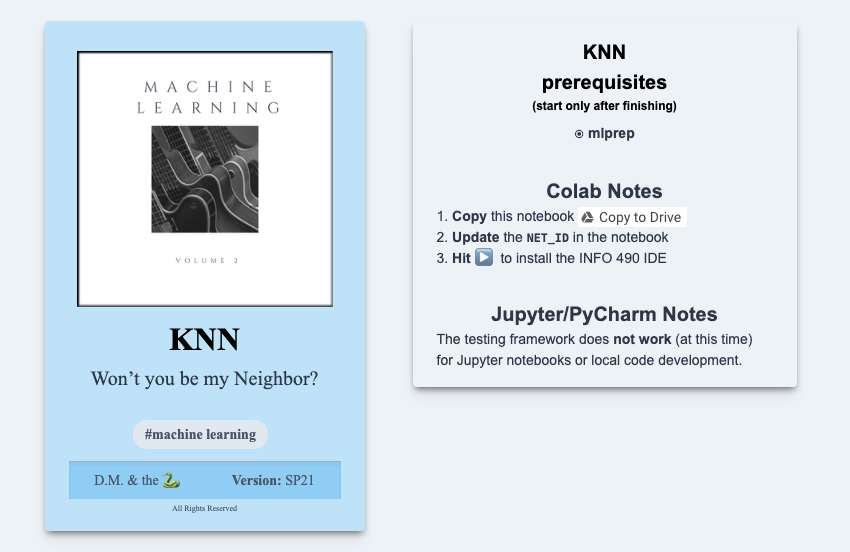 MACHINE
LEARNING
VOLUME 2
KNN
Won’t you be my Neighbor?
#machine learning
D.M. & the 🐍 Version: SP21
All Rights Reserved
KNN
prerequisites
(start only after finishing)
⦿ mlprep
Colab Notes
1. Copy this notebook Copy to Drive
2. Update the NET_ID in the notebook
3. Hit ▶️ to install the INFO 490 IDE
Jupyter/PyCharm Notes
The testing framework does not work (at this time)
for Jupyter notebooks or local code development.